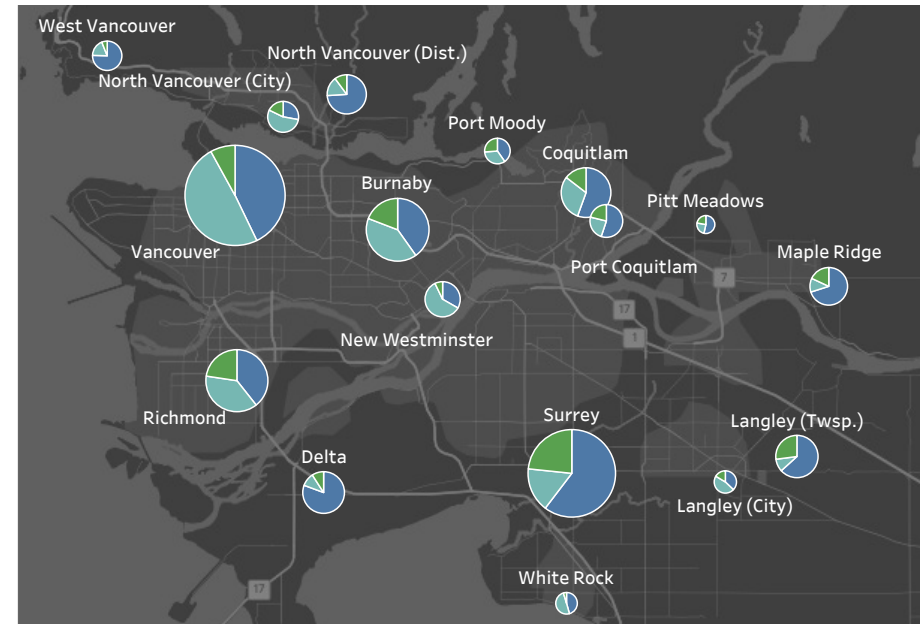 West Vancouver
North Vancouver (Dist.)
North Vancouver (City)
Port Moody
Coquitlam
Burnaby
Pitt Meadows
Vancouver
Maple Ridge
Port Coquitlam
7
17
1
New Westminster
Richmond
Surrey
Langley (Twsp.)
Delta
Langley (City)
White Rock
17